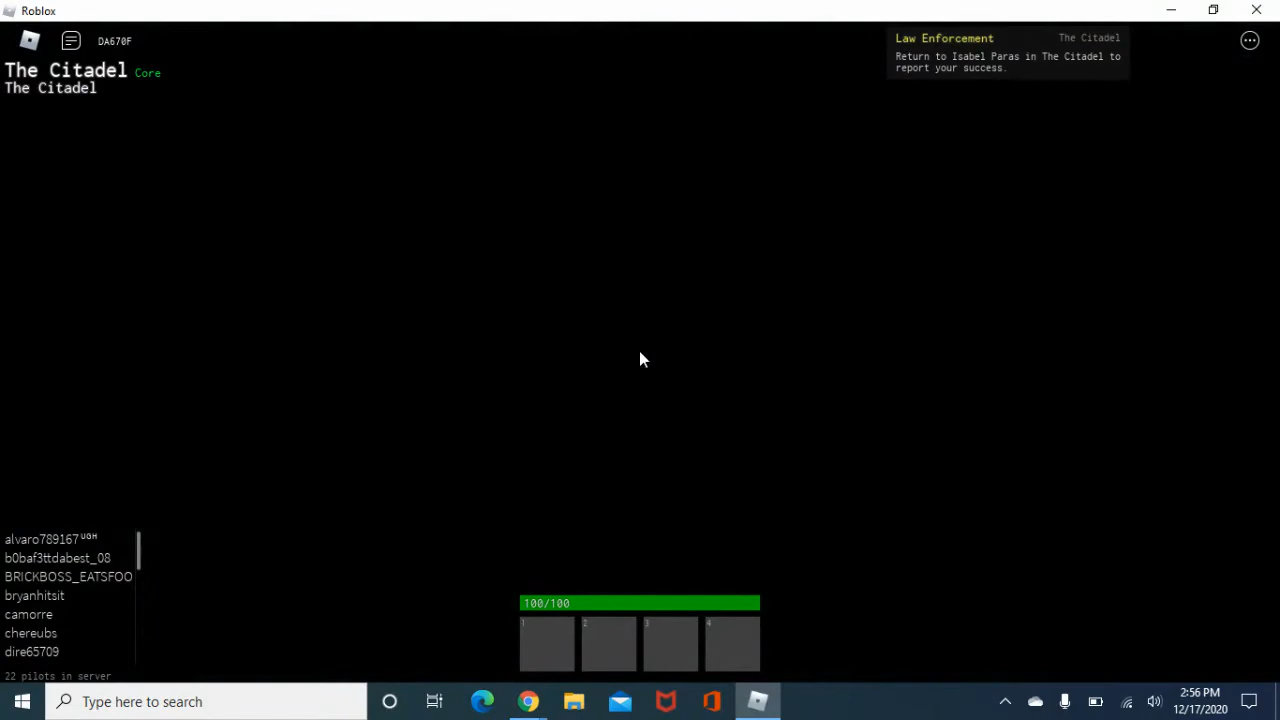 Roblox
DA670F
The Citadel Core
The Citadel
Law Enforcement The Citadel
Return to Isabel Paras in The Citadel to
report your success.
alvaro789167 UGH
b0baf3ttdabest_08
BRICKBOSS_EATSFOO
bryanhitsit
camorre
chereubs
dire65709
22 pilots in server
100/100
1 2 3 4
Type here to search
2:56 PM
12/17/2020